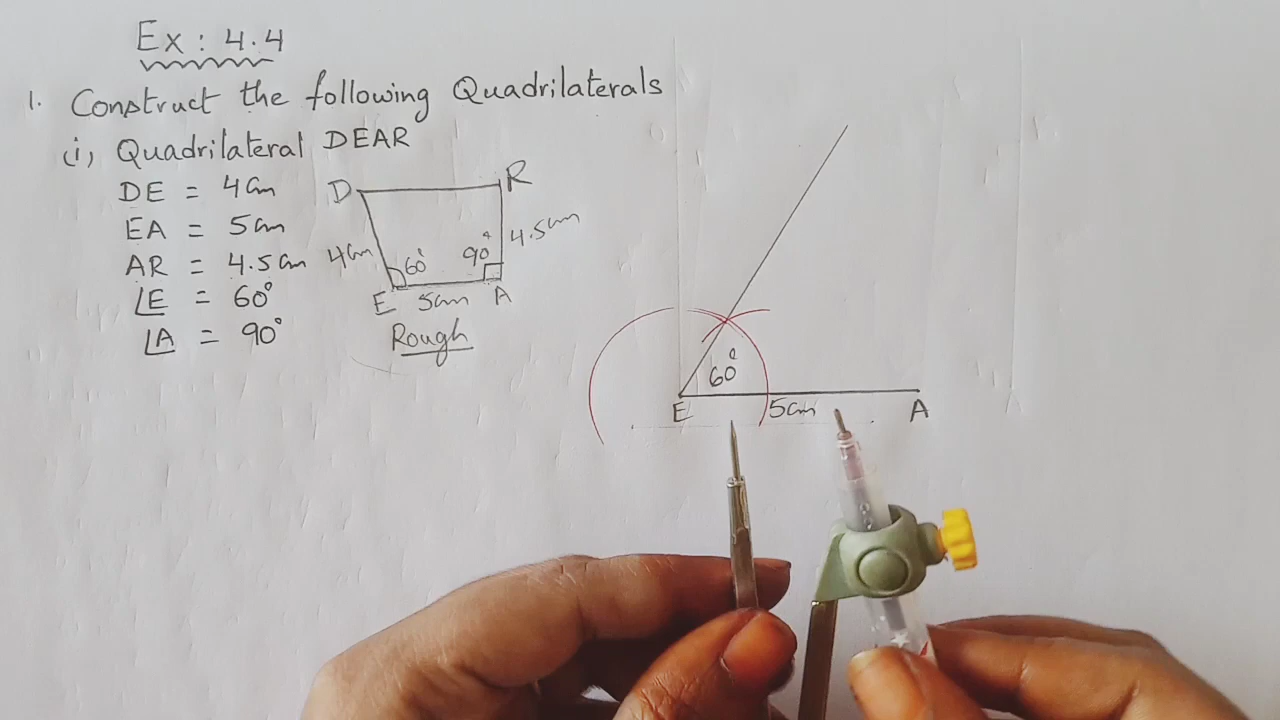 Ex : 4.4
1. Construct the following Quadrilaterals
(i) Quadrilateral DEAR
DE = 4cm
EA = 5cm
AR = 4.5cm
∠E = 60°
∠A = 90°
D R
4cm 60° 90° 4.5cm
E 5cm A
Rough
60°
E 5cm A